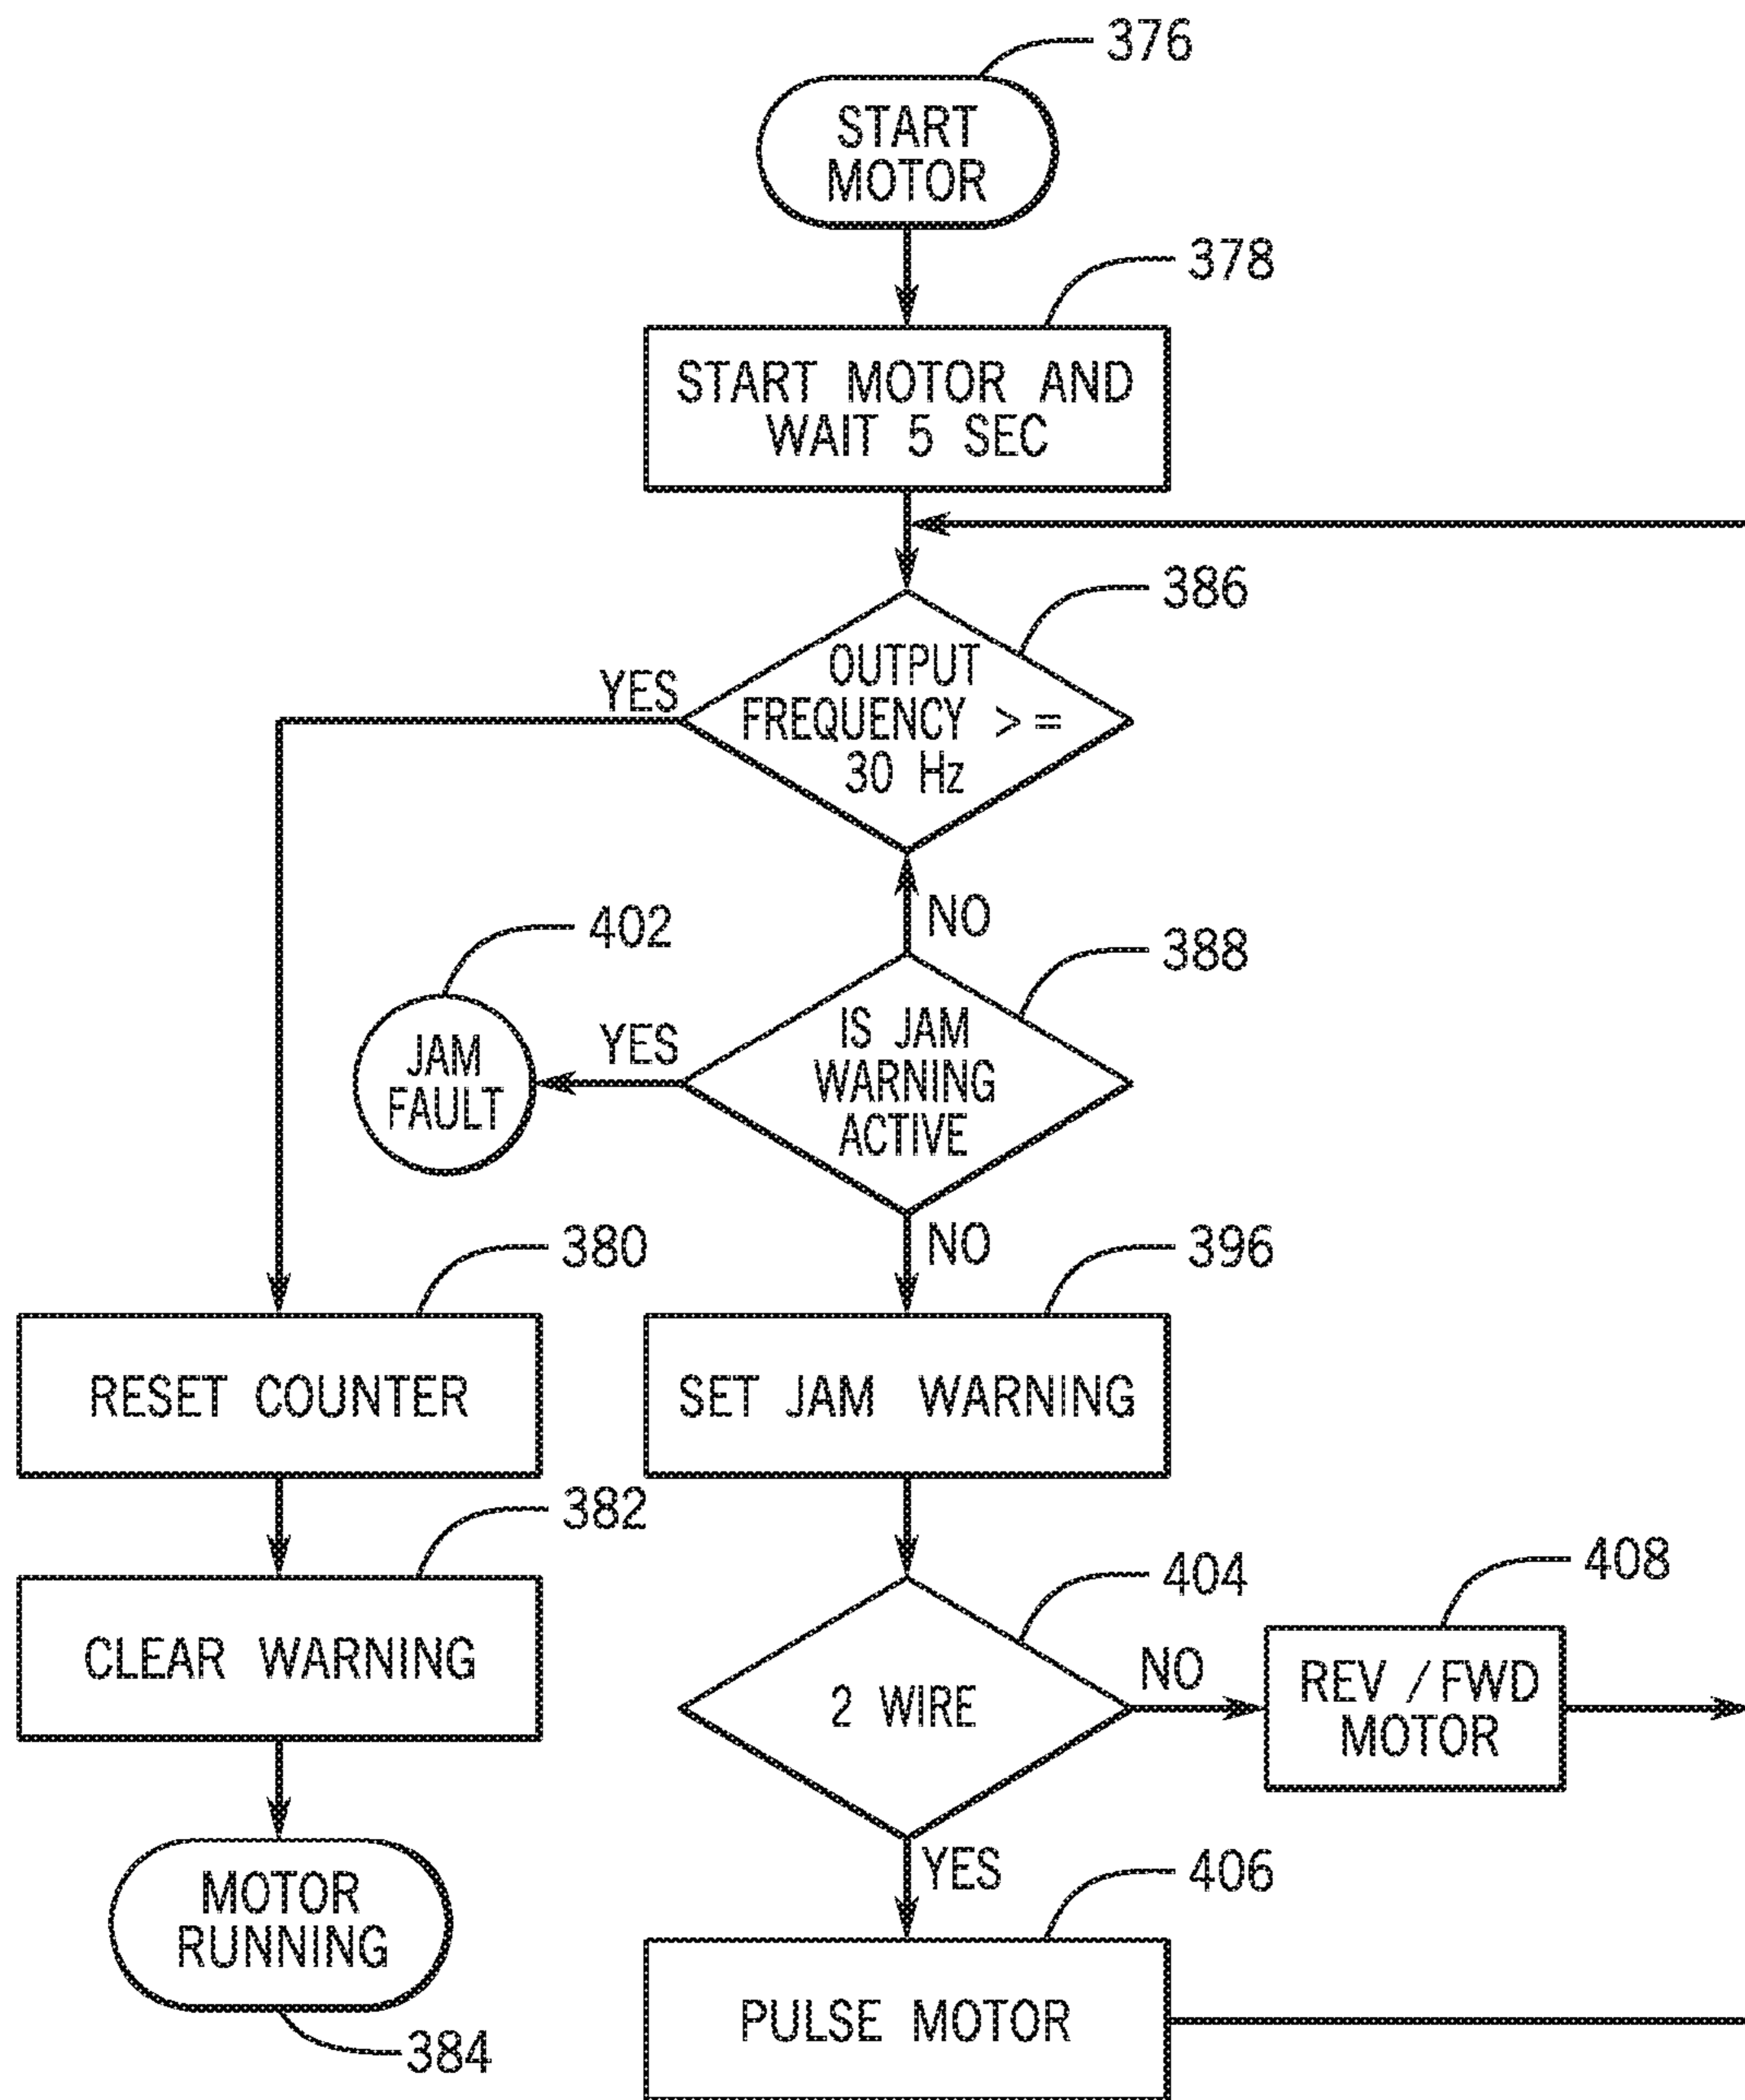 376
START
MOTOR
378
START MOTOR AND
WAIT 5 SEC
386
OUTPUT
FREQUENCY >=
30 Hz
YES
NO
402
388
JAM
FAULT
YES
IS JAM
WARNING
ACTIVE
NO
380
396
RESET COUNTER
SET JAM WARNING
382
404
408
CLEAR WARNING
2 WIRE
NO
REV / FWD
MOTOR
YES
406
MOTOR
RUNNING
PULSE MOTOR
384